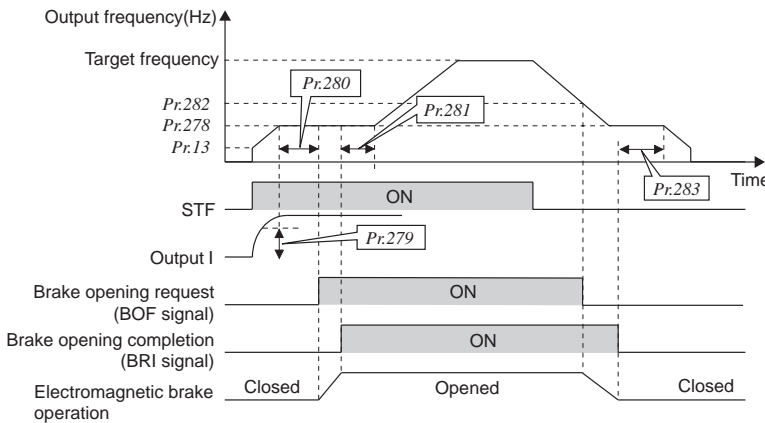 Output frequency(Hz)
Target frequency
Pr.280
Pr.282
Pr.281
Pr.278
Pr.13
Time
Pr.283
STF
ON
Pr.279
Output I
Brake opening request
(BOF signal)
ON
Brake opening completion
(BRI signal)
ON
Electromagnetic brake
operation
Closed
Opened
Closed